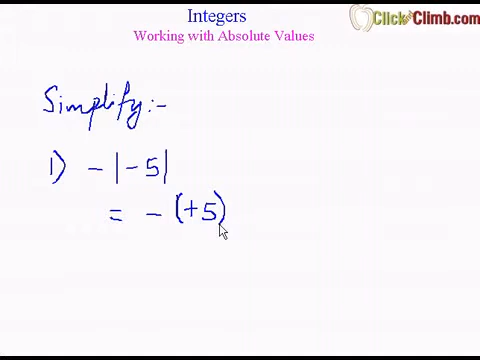 Integers
Click Climb.com
Working with Absolute Values
Simplify:-
1) - |-5|
= - (+5)